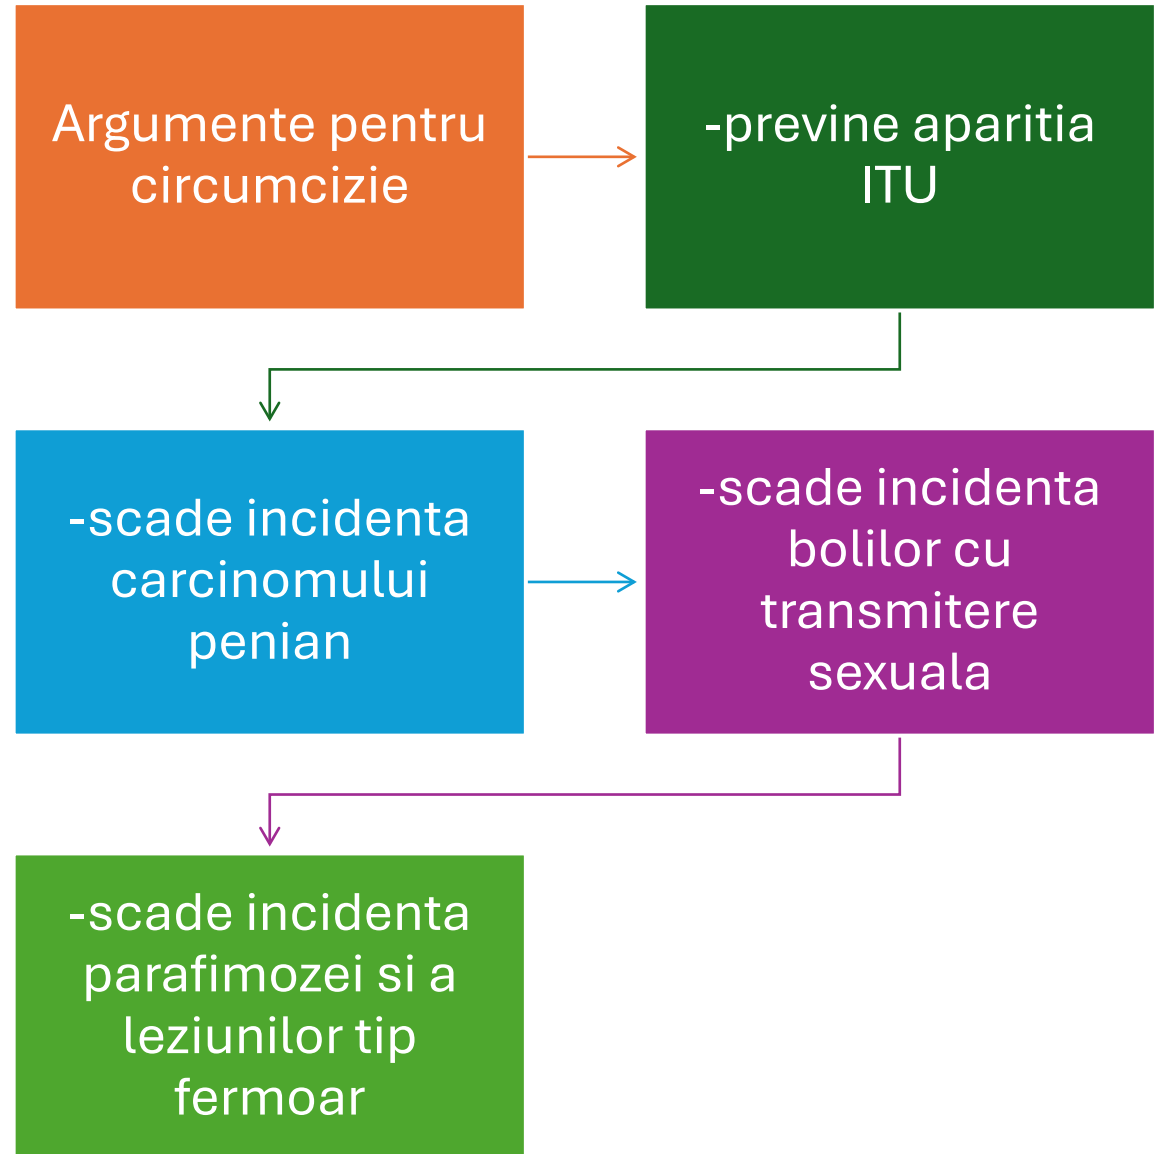 Argumente pentru
circumcizie
-previne aparitia
ITU
-scade incidenta
carcinomului
penian
-scade incidenta
bolilor cu
transmitere
sexuala
-scade incidenta
parafimozei si a
leziunilor tip
fermoar